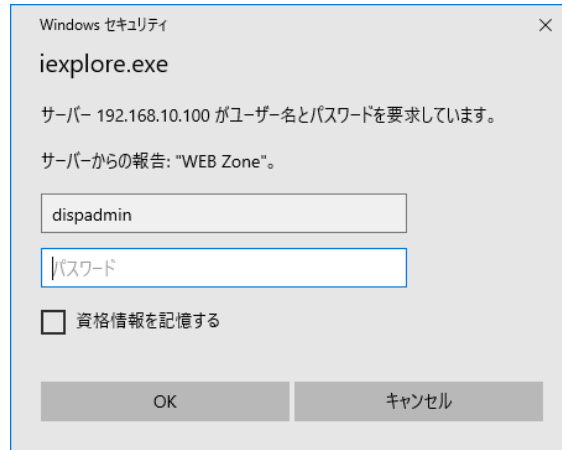 Windows セキュリティ
iexplore.exe
サーバー 192.168.10.100 がユーザー名とパスワードを要求しています。
サーバーからの報告: "WEB Zone"。
dispadmin
パスワード
資格情報を記憶する
OK
キャンセル